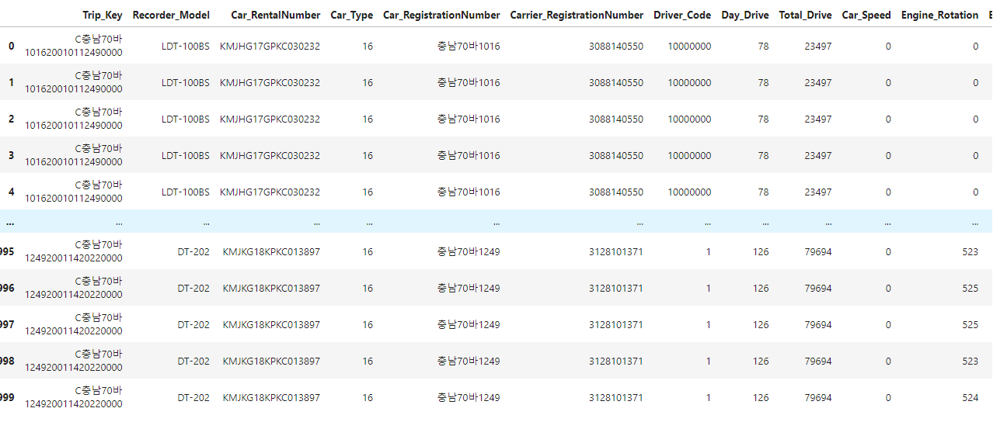 Trip_Key Recorder_Model Car_RentalNumber Car_Type Car_RegistrationNumber Carrier_RegistrationNumber Driver_Code Day_Drive Total_Drive Car_Speed Engine_Rotation
0 C충남70바 101620010112490000 LDT-100BS KMJHG17GPKC030232 16 충남70바1016 3088140550 10000000 78 23497 0 0
1 C충남70바 101620010112490000 LDT-100BS KMJHG17GPKC030232 16 충남70바1016 3088140550 10000000 78 23497 0 0
2 C충남70바 101620010112490000 LDT-100BS KMJHG17GPKC030232 16 충남70바1016 3088140550 10000000 78 23497 0 0
3 C충남70바 101620010112490000 LDT-100BS KMJHG17GPKC030232 16 충남70바1016 3088140550 10000000 78 23497 0 0
4 C충남70바 101620010112490000 LDT-100BS KMJHG17GPKC030232 16 충남70바1016 3088140550 10000000 78 23497 0 0
... ... ... ... ... ... ... ... ... ... ... ...
995 C충남70바 124920011420220000 DT-202 KMJKG18KPKC013897 16 충남70바1249 3128101371 1 126 79694 0 523
996 C충남70바 124920011420220000 DT-202 KMJKG18KPKC013897 16 충남70바1249 3128101371 1 126 79694 0 525
997 C충남70바 124920011420220000 DT-202 KMJKG18KPKC013897 16 충남70바1249 3128101371 1 126 79694 0 525
998 C충남70바 124920011420220000 DT-202 KMJKG18KPKC013897 16 충남70바1249 3128101371 1 126 79694 0 523
999 C충남70바 124920011420220000 DT-202 KMJKG18KPKC013897 16 충남70바1249 3128101371 1 126 79694 0 524